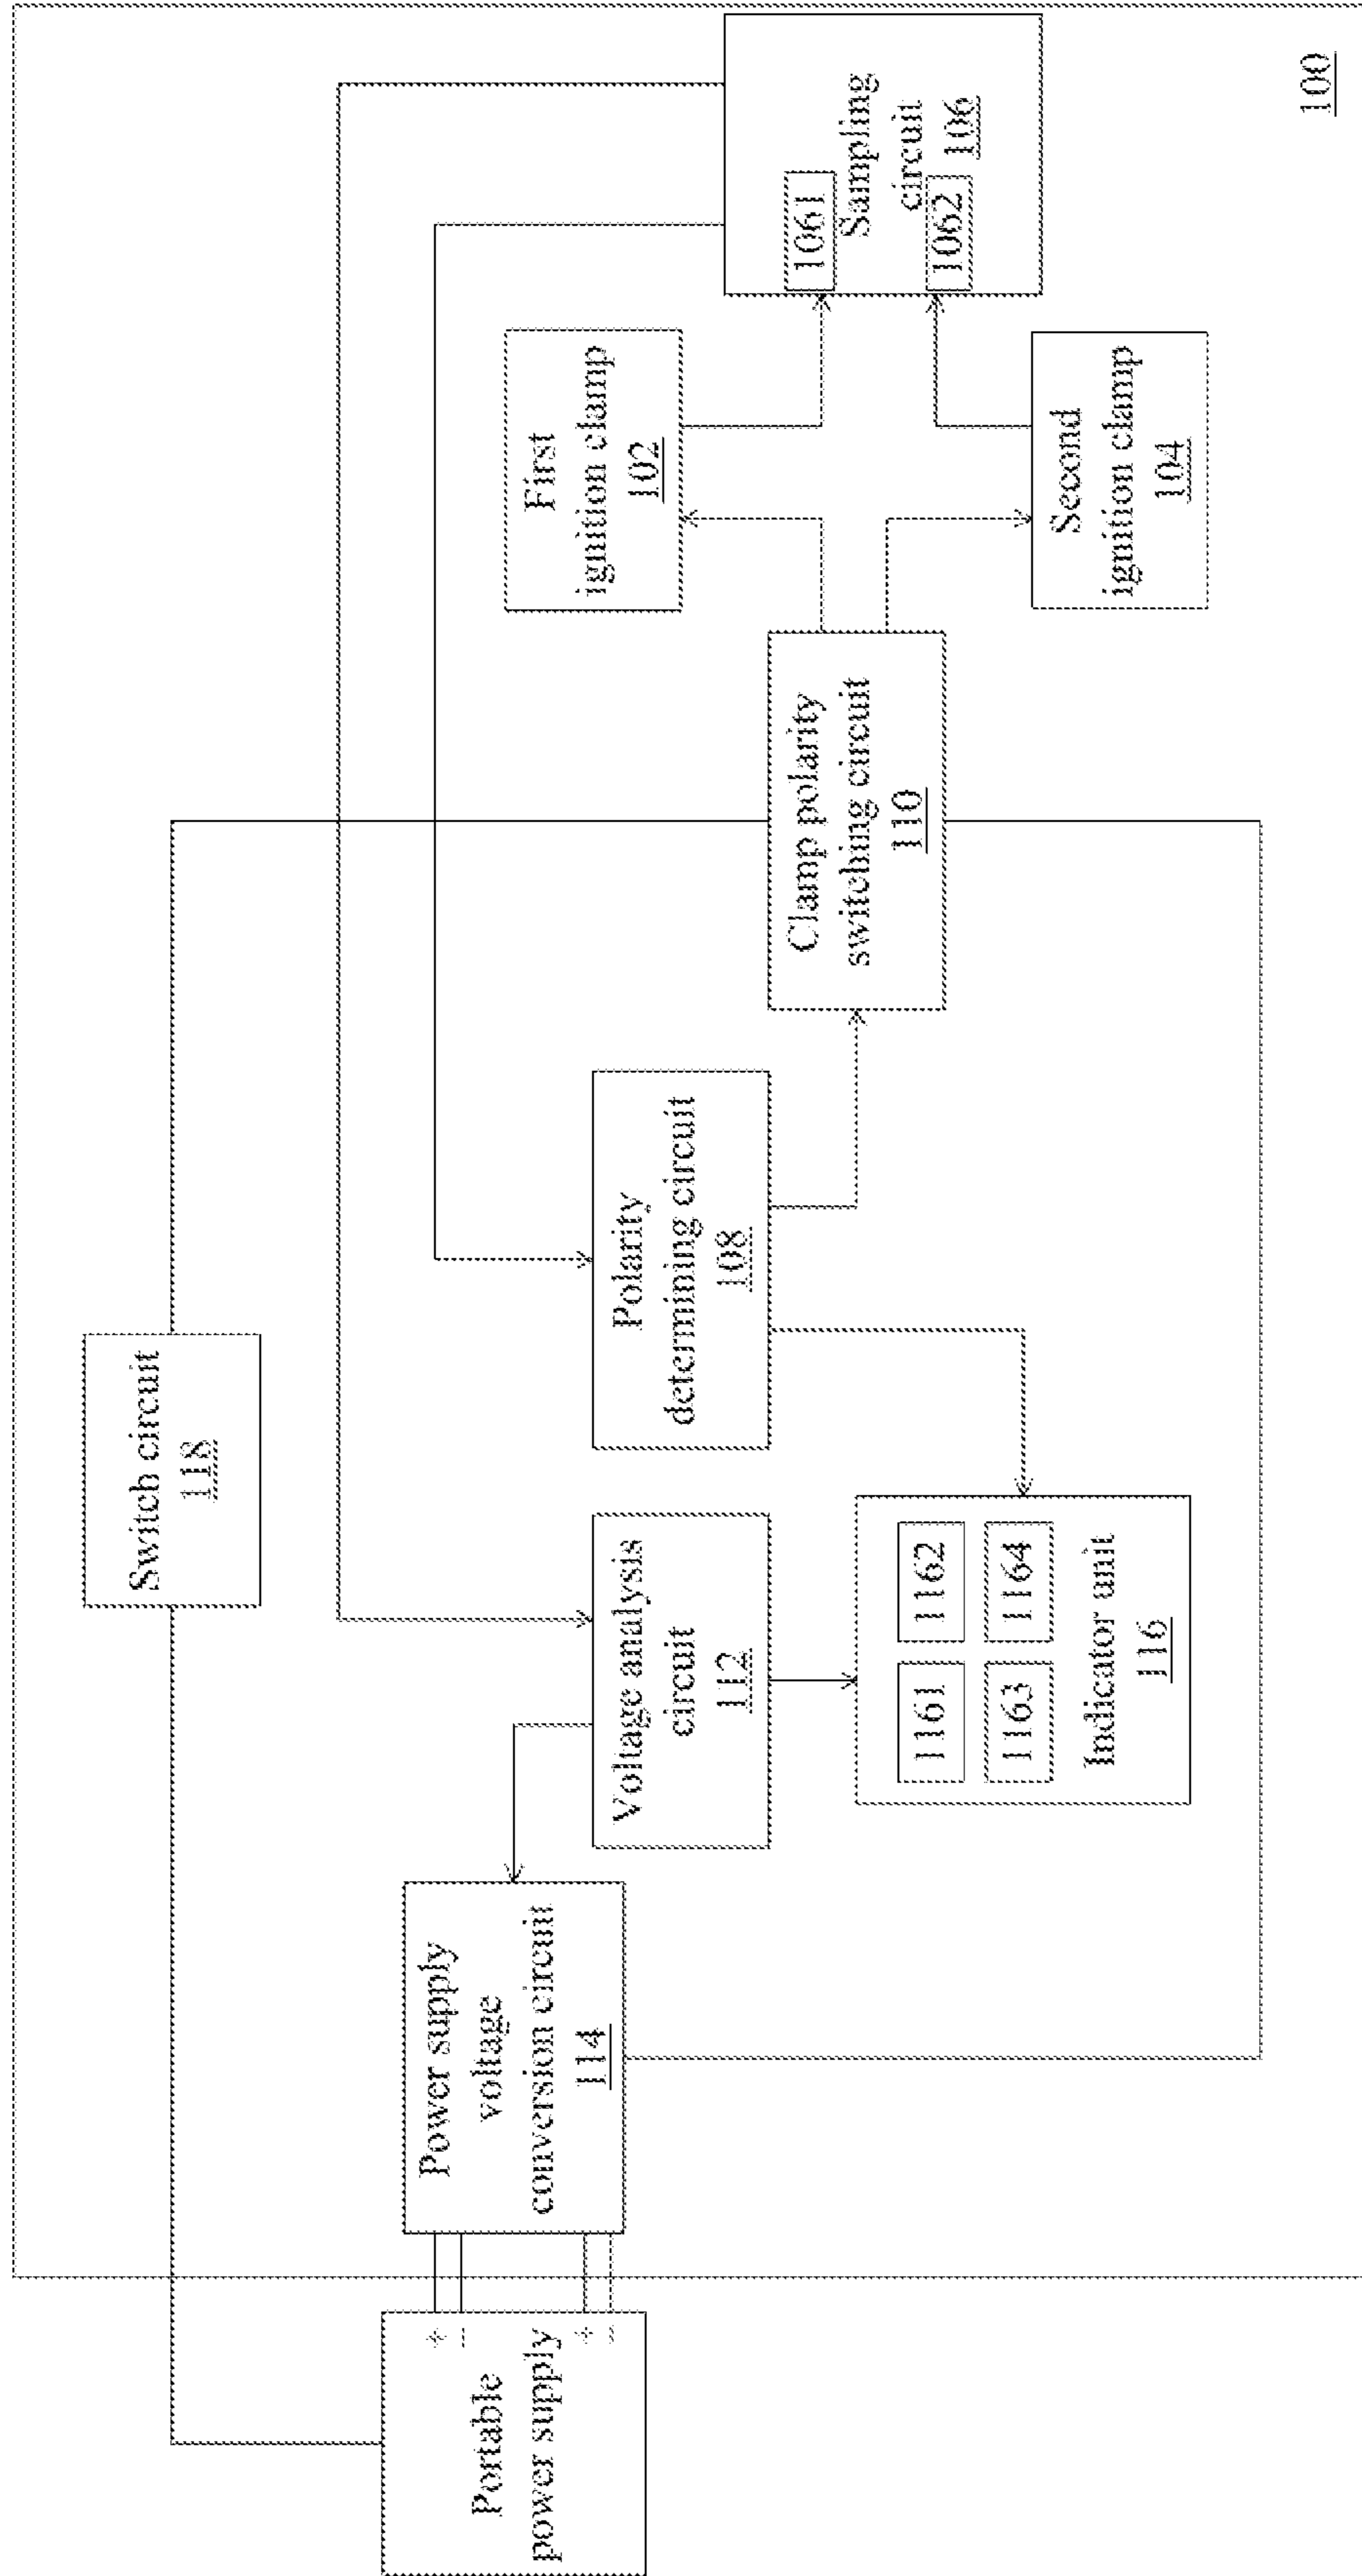 Portable
power supply
+
−
+
−
Power supply
voltage
conversion circuit
114
Switch circuit
118
Voltage analysis
circuit
112
1161
1162
1163
1164
Indicator unit
116
Polarity
determining circuit
108
Clamp polarity
switching circuit
110
First
ignition clamp
102
Second
ignition clamp
104
1061
Sampling
circuit
1062
106
100